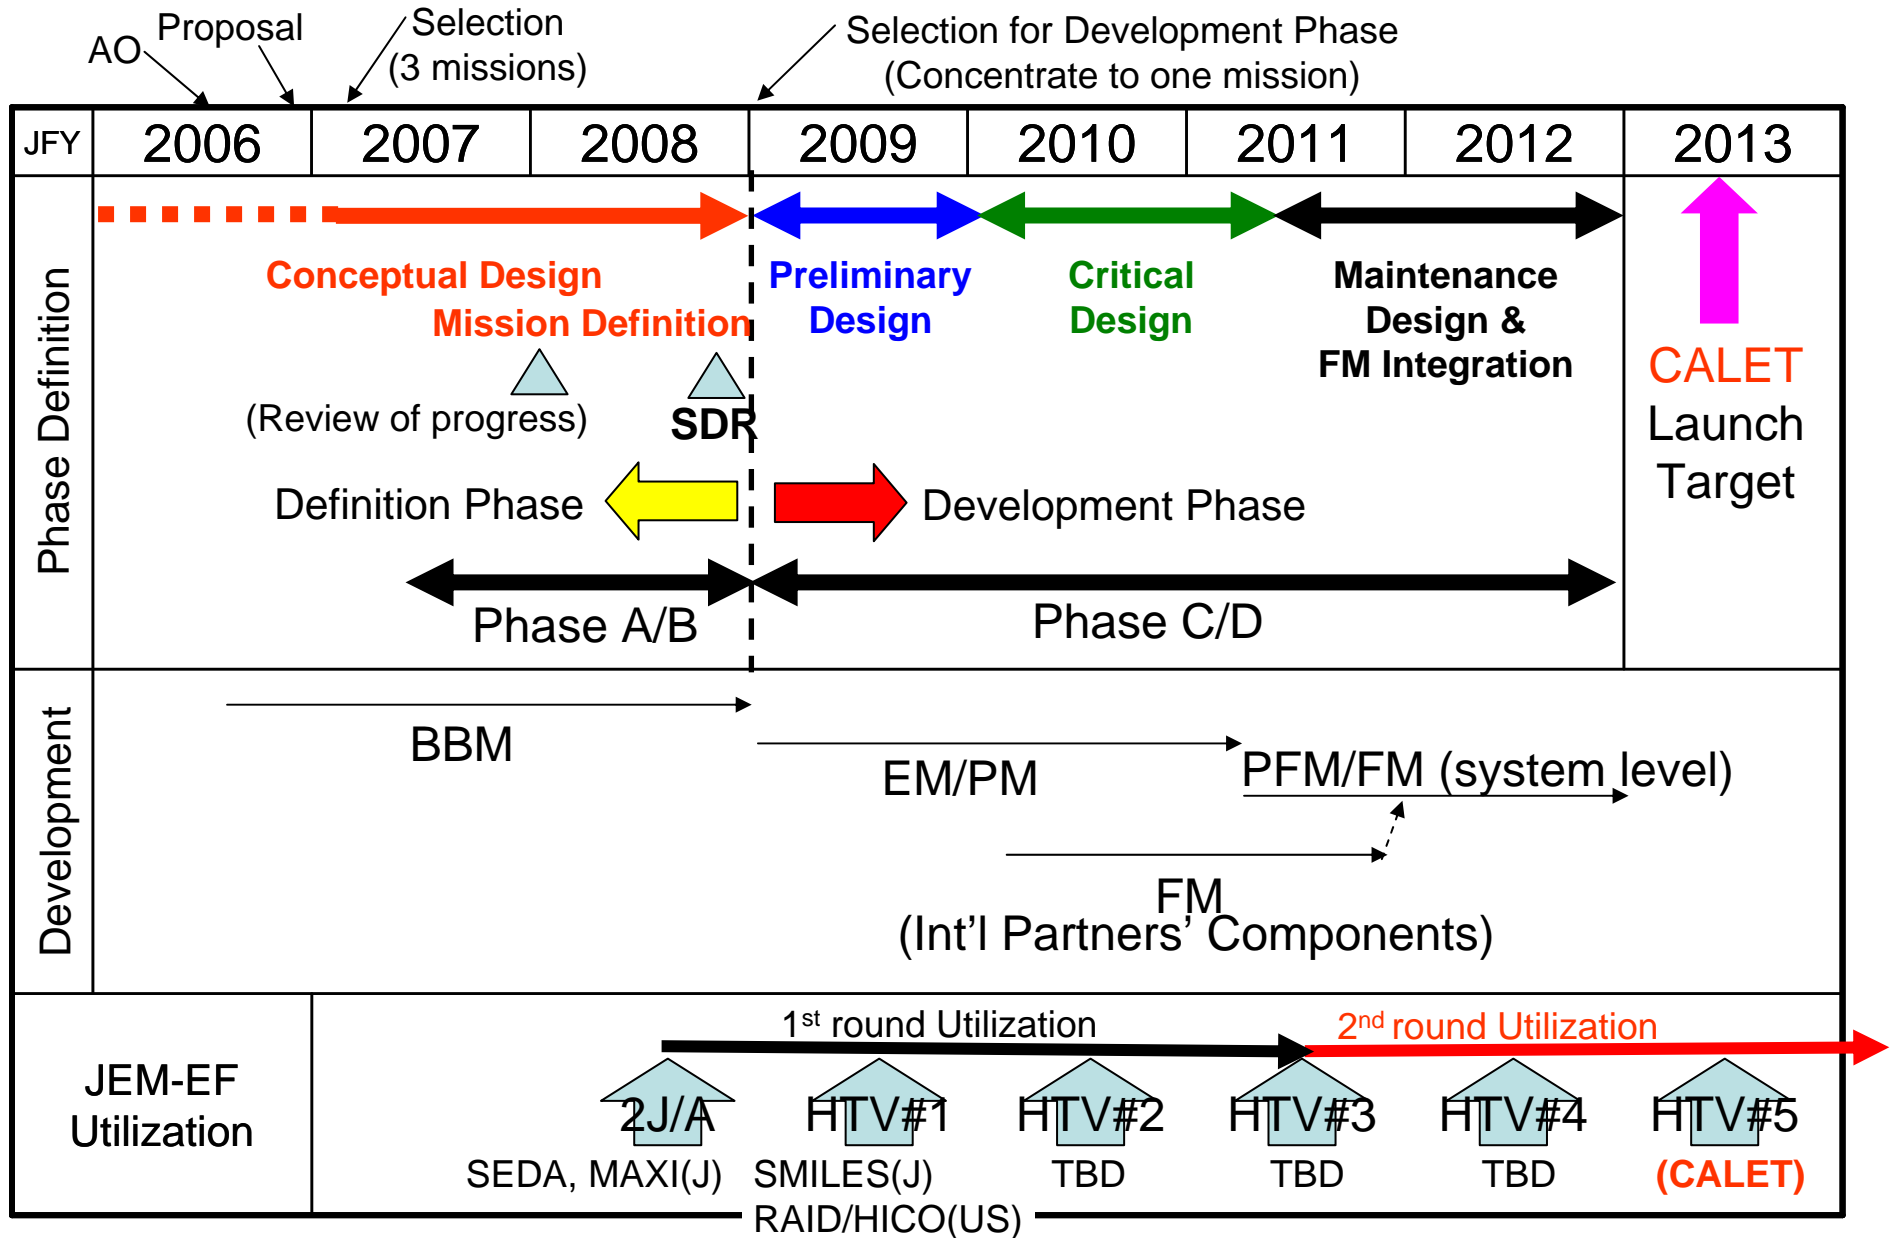 AO
Proposal
Selection
(3 missions)
Selection for Development Phase
(Concentrate to one mission)
JFY 2006 2007 2008 2009 2010 2011 2012 2013
Phase Definition
Conceptual Design
Mission Definition
Preliminary
Design
Critical
Design
Maintenance
Design &
FM Integration
CALET
Launch
Target
(Review of progress)
SDR
Definition Phase
Development Phase
Phase A/B
Phase C/D
Development
BBM
EM/PM
PFM/FM (system level)
FM
(Int’l Partners’ Components)
JEM-EF
Utilization
1st round Utilization
2nd round Utilization
2J/A HTV#1 HTV#2 HTV#3 HTV#4 HTV#5
SEDA, MAXI(J) SMILES(J) TBD TBD TBD (CALET)
RAID/HICO(US)